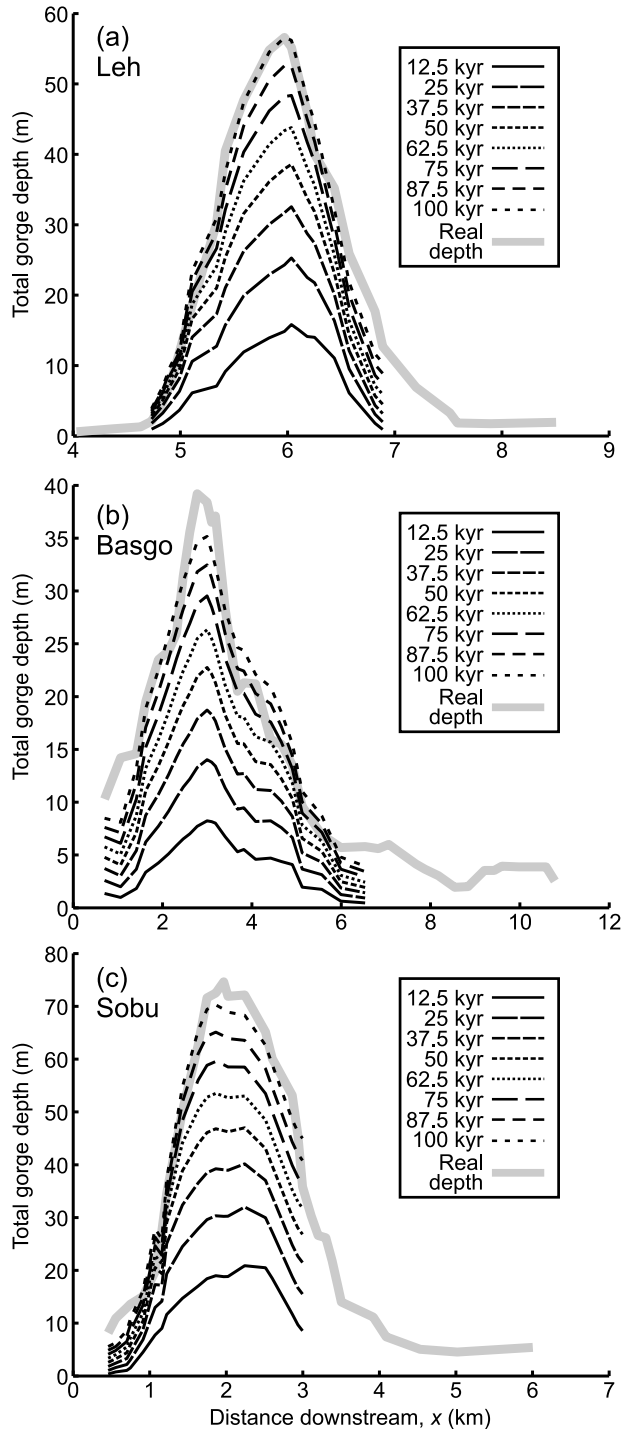 60
50
40
30
20
10
0
Total gorge depth (m)
(a)
Leh
12.5 kyr
25 kyr
37.5 kyr
50 kyr
62.5 kyr
75 kyr
87.5 kyr
100 kyr
Real
depth
4 5 6 7 8 9
40
35
30
25
20
15
10
5
0
Total gorge depth (m)
(b)
Basgo
12.5 kyr
25 kyr
37.5 kyr
50 kyr
62.5 kyr
75 kyr
87.5 kyr
100 kyr
Real
depth
0 2 4 6 8 10 12
80
70
60
50
40
30
20
10
0
Total gorge depth (m)
(c)
Sobu
12.5 kyr
25 kyr
37.5 kyr
50 kyr
62.5 kyr
75 kyr
87.5 kyr
100 kyr
Real
depth
0 1 2 3 4 5 6 7
Distance downstream, x (km)